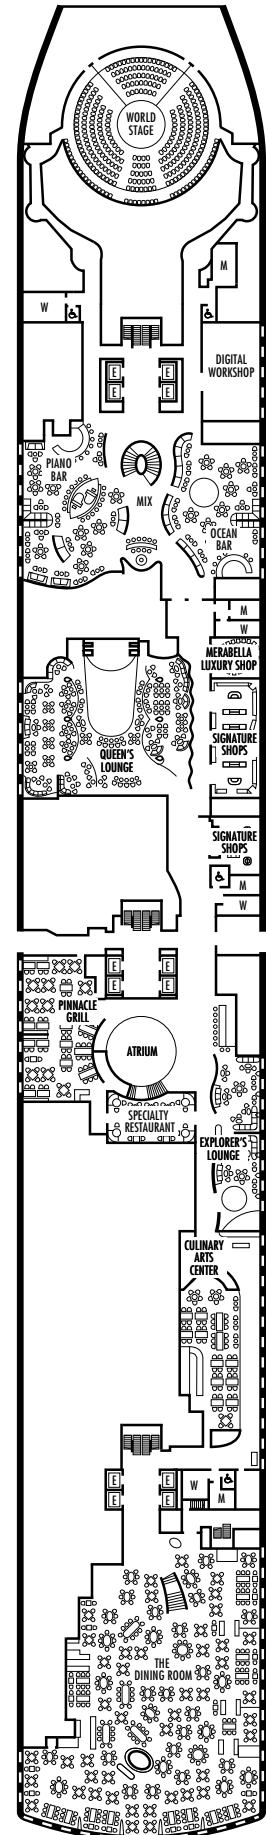 WORLD
STAGE
M
W
DIGITAL
WORKSHOP
E E
E E
PIANO
BAR
MIX
OCEAN
BAR
M
W
MERABELLA
LUXURY SHOP
SIGNATURE
SHOPS
QUEEN'S
LOUNGE
SIGNATURE
SHOPS
M
W
E E
E E
PINNACLE
GRILL
ATRIUM
SPECIALTY
RESTAURANT
EXPLORER'S
LOUNGE
CULINARY
ARTS
CENTER
E E
E E
W
M
THE
DINING ROOM